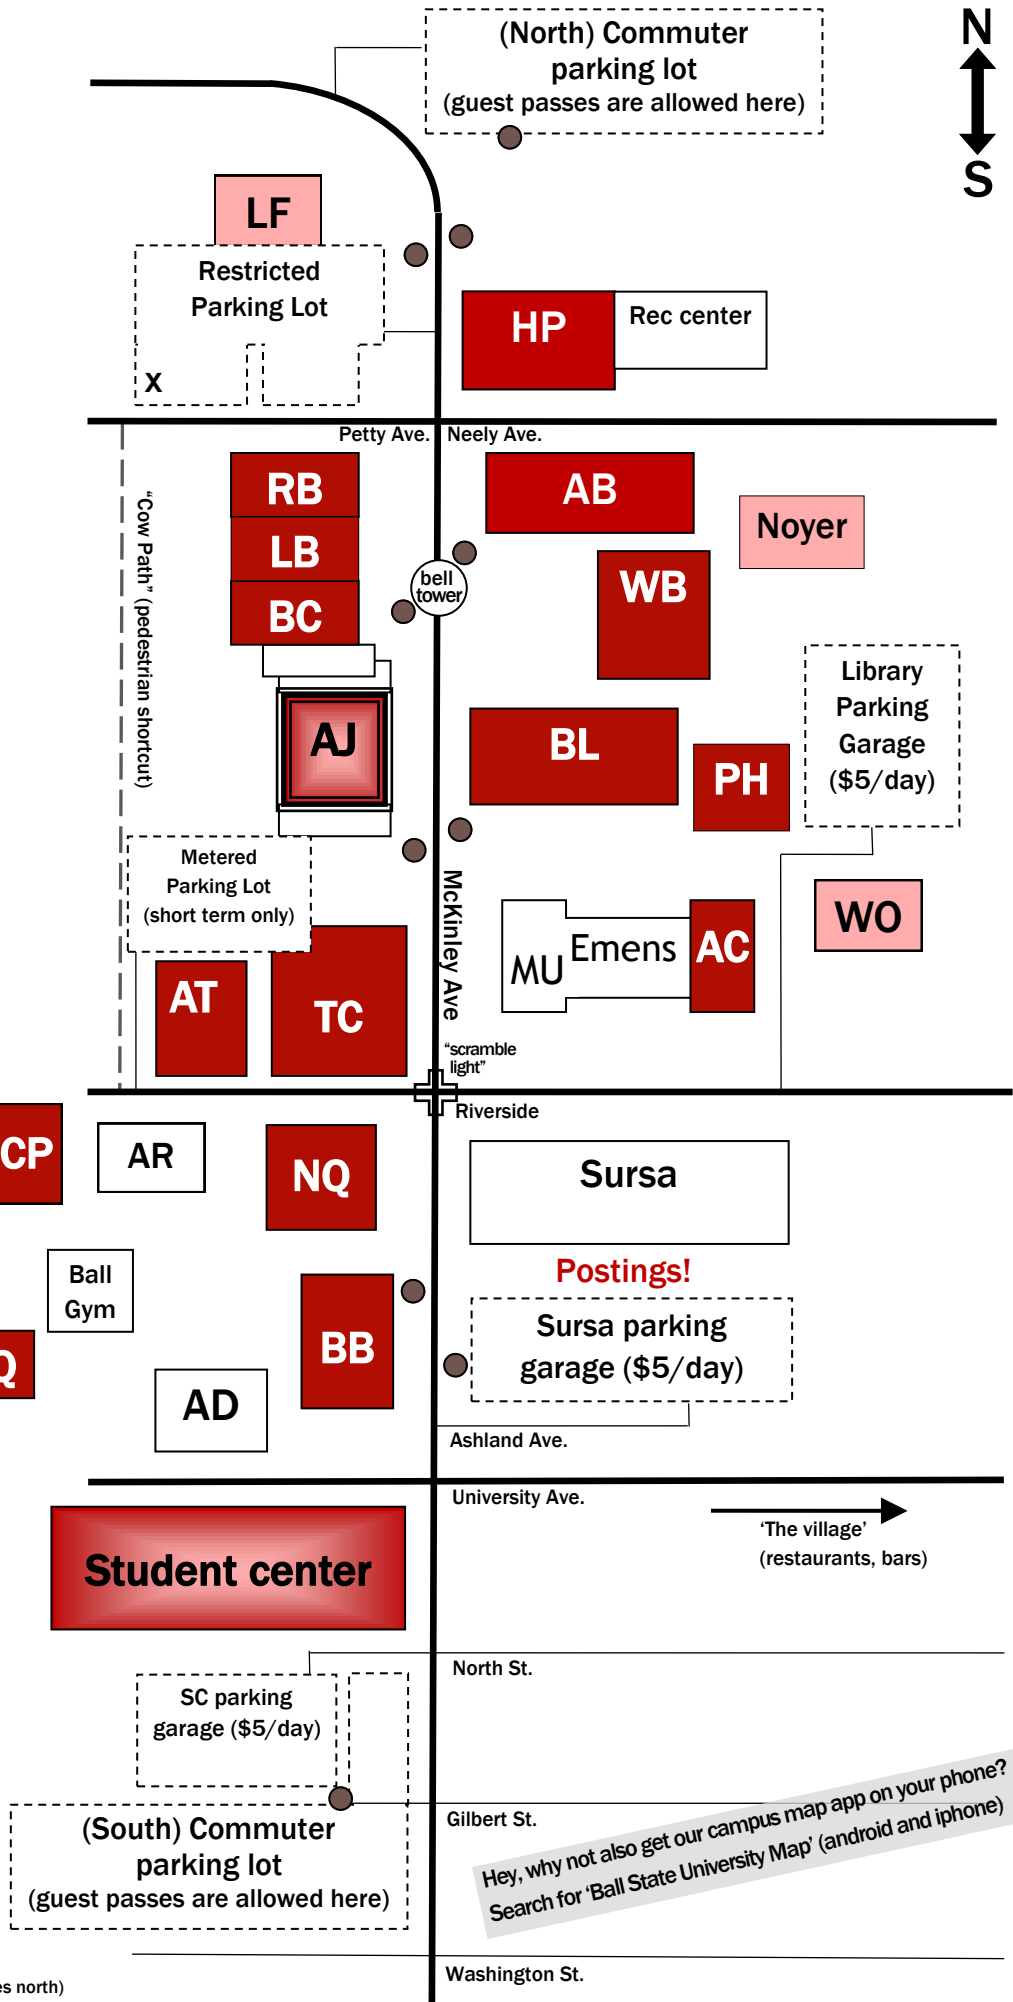 (North) Commuter
parking lot
(guest passes are allowed here)
N
S
LF
Restricted
Parking Lot
X
HP
Rec center
Petty Ave.
Neely Ave.
RB
AB
Noyer
"Cow Path" (pedestrian shortcut)
LB
WB
bell
tower
BC
Library
Parking
Garage
($5/day)
AJ
BL
PH
Metered
Parking Lot
(short term only)
McKinley Ave
WO
MU
Emens
AC
AT
TC
"scramble
light"
Riverside
CP
AR
NQ
Sursa
Postings!
Ball
Gym
Sursa parking
garage ($5/day)
BB
Q
AD
Ashland Ave.
University Ave.
'The village'
(restaurants, bars)
Student center
North St.
SC parking
garage ($5/day)
Gilbert St.
(South) Commuter
parking lot
(guest passes are allowed here)
Hey, why not also get our campus map app on your phone?
Search for 'Ball State University Map' (android and iphone)
Washington St.
es north)